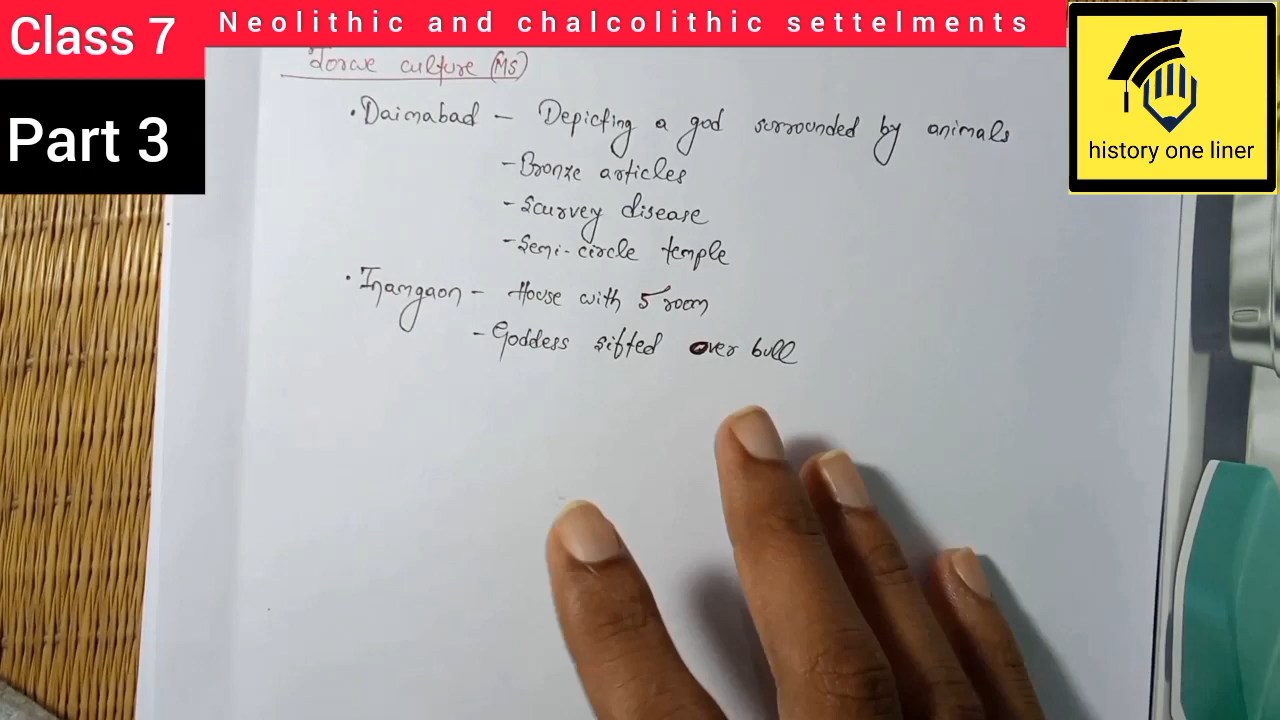 Class 7
Neolithic and chalcolithic settelments
Part 3
history one liner
Jorwe culture (MS)
• Daimabad - Depicting a god surrounded by animals
- Bronze articles
- Scurvey disease
- Semi-circle temple
• Inamgaon - House with 5 room
- Goddess sifted over bull